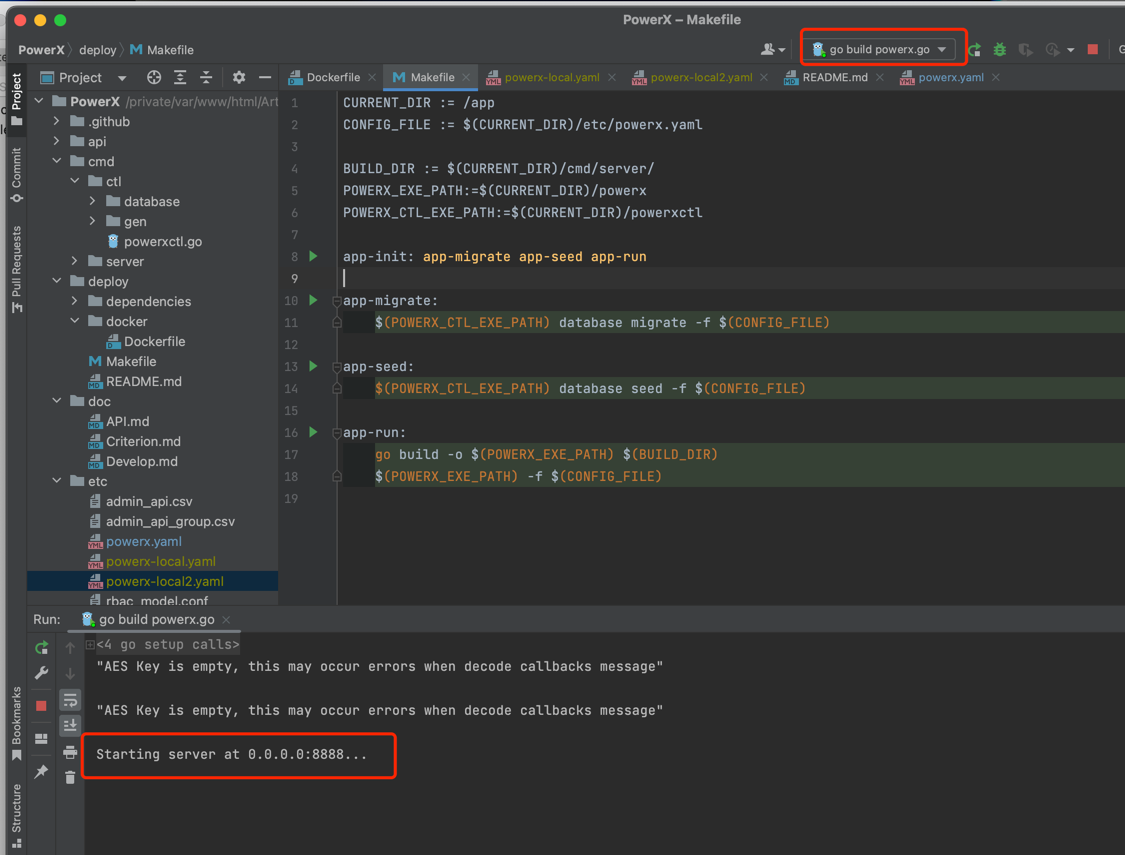 PowerX – Makefile
PowerX
deploy
Makefile
go build powerx.go
Project
Dockerfile
Makefile
powerx-local.yaml
powerx-local2.yaml
README.md
powerx.yaml
Project
Commit
Pull Requests
Bookmarks
Structure
PowerX /private/var/www/html/Art
.github
api
cmd
ctl
database
gen
powerxctl.go
server
deploy
dependencies
docker
Dockerfile
Makefile
README.md
doc
API.md
Criterion.md
Develop.md
etc
admin_api.csv
admin_api_group.csv
powerx.yaml
powerx-local.yaml
powerx-local2.yaml
rbac_model.conf
1 CURRENT_DIR := /app
2 CONFIG_FILE := $(CURRENT_DIR)/etc/powerx.yaml
3
4 BUILD_DIR := $(CURRENT_DIR)/cmd/server/
5 POWERX_EXE_PATH:=$(CURRENT_DIR)/powerx
6 POWERX_CTL_EXE_PATH:=$(CURRENT_DIR)/powerxctl
7
8 app-init: app-migrate app-seed app-run
9
10 app-migrate:
11 $(POWERX_CTL_EXE_PATH) database migrate -f $(CONFIG_FILE)
12
13 app-seed:
14 $(POWERX_CTL_EXE_PATH) database seed -f $(CONFIG_FILE)
15
16 app-run:
17 go build -o $(POWERX_EXE_PATH) $(BUILD_DIR)
18 $(POWERX_EXE_PATH) -f $(CONFIG_FILE)
19
Run: go build powerx.go
<4 go setup calls>
"AES Key is empty, this may occur errors when decode callbacks message"
"AES Key is empty, this may occur errors when decode callbacks message"
Starting server at 0.0.0.0:8888...